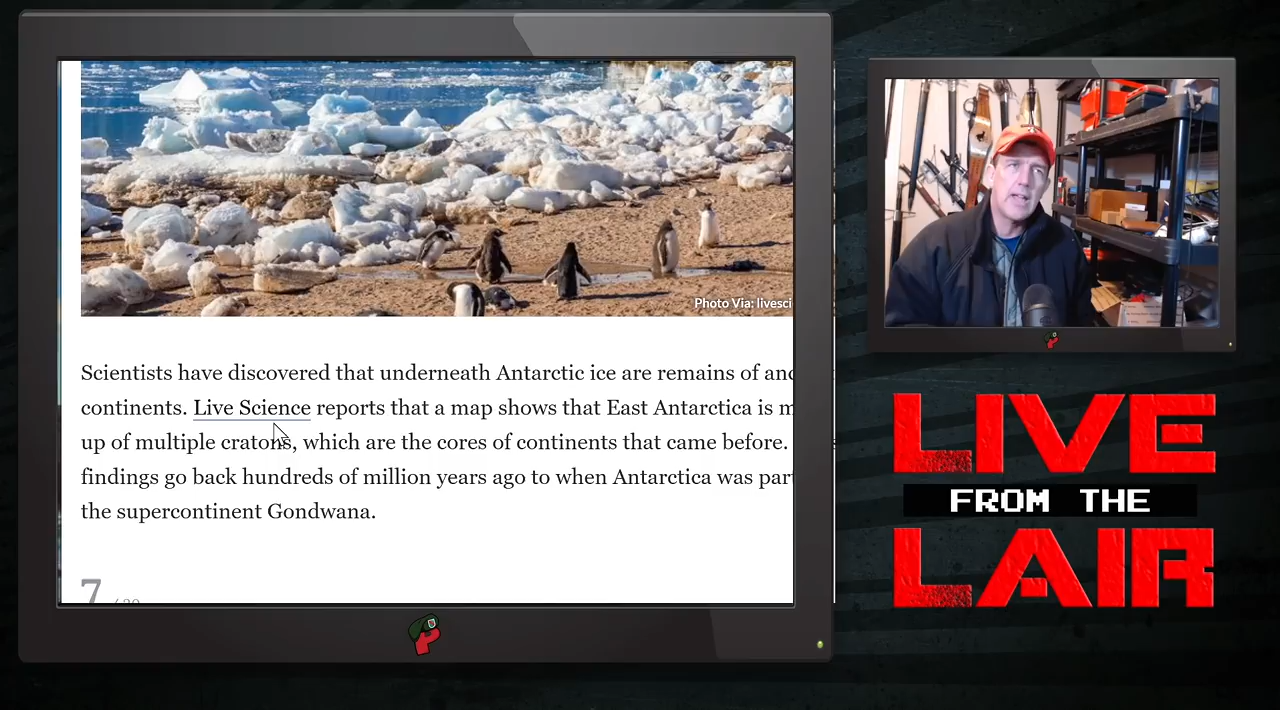 Photo Via: livesci
Scientists have discovered that underneath Antarctic ice are remains of anc
continents. Live Science reports that a map shows that East Antarctica is m
up of multiple cratons, which are the cores of continents that came before.
findings go back hundreds of million years ago to when Antarctica was part
the supercontinent Gondwana.
7 / 20
LIVE
FROM THE
LAIR